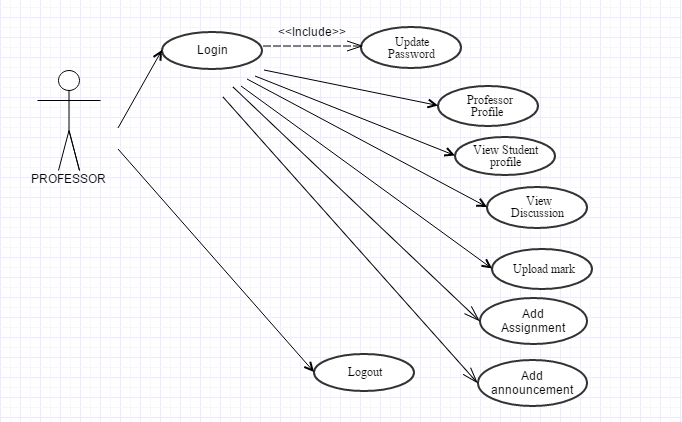 <<Include>>
Login
Update
Password
Professor
Profile
PROFESSOR
View Student
profile
View
Discussion
Upload mark
Add
Assignment
Logout
Add
announcement